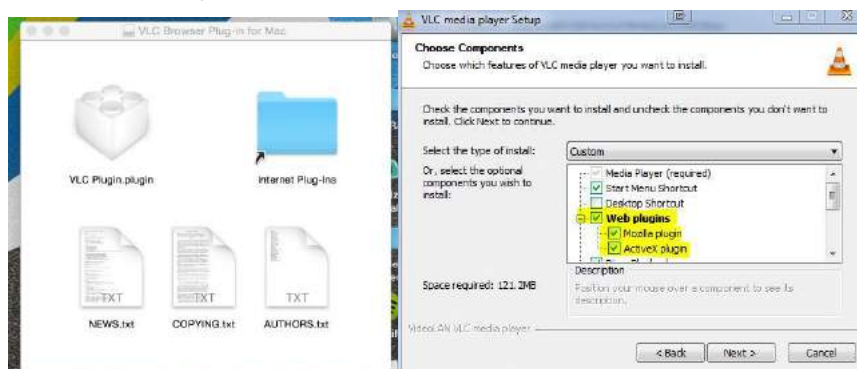 VLC Browser Plug-in for Mac
VLC Plugin.plugin
Internet Plug-Ins
TXT
TXT
TXT
NEWS.txt
COPYING.txt
AUTHORS.txt
VLC media player Setup
Choose Components
Choose which features of VLC media player you want to install.
Check the components you want to install and uncheck the components you don't want to
install. Click Next to continue.
Select the type of install:
Custom
Or, select the optional
components you wish to
install:
Media Player (required)
Start Menu Shortcut
Desktop Shortcut
Web plugins
Mozilla plugin
ActiveX plugin
Space required: 121.2MB
Description
Position your mouse over a component to see its
description.
VideoLAN VLC media player
< Back
Next >
Cancel